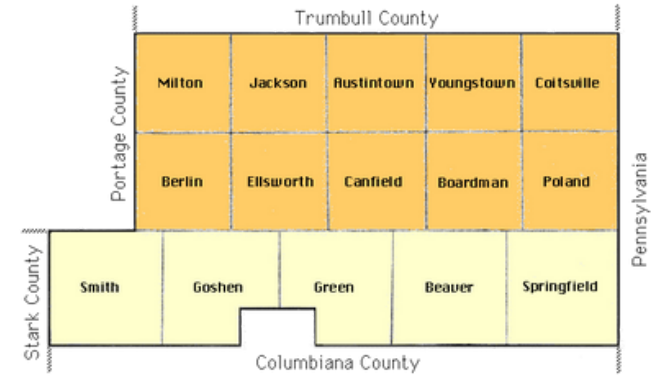 Trumbull County
Portage County
Milton Jackson Austintown Youngstown Coitsville
Berlin Ellsworth Canfield Boardman Poland
Pennsylvania
Stark County
Smith Goshen Green Beaver Springfield
Columbiana County